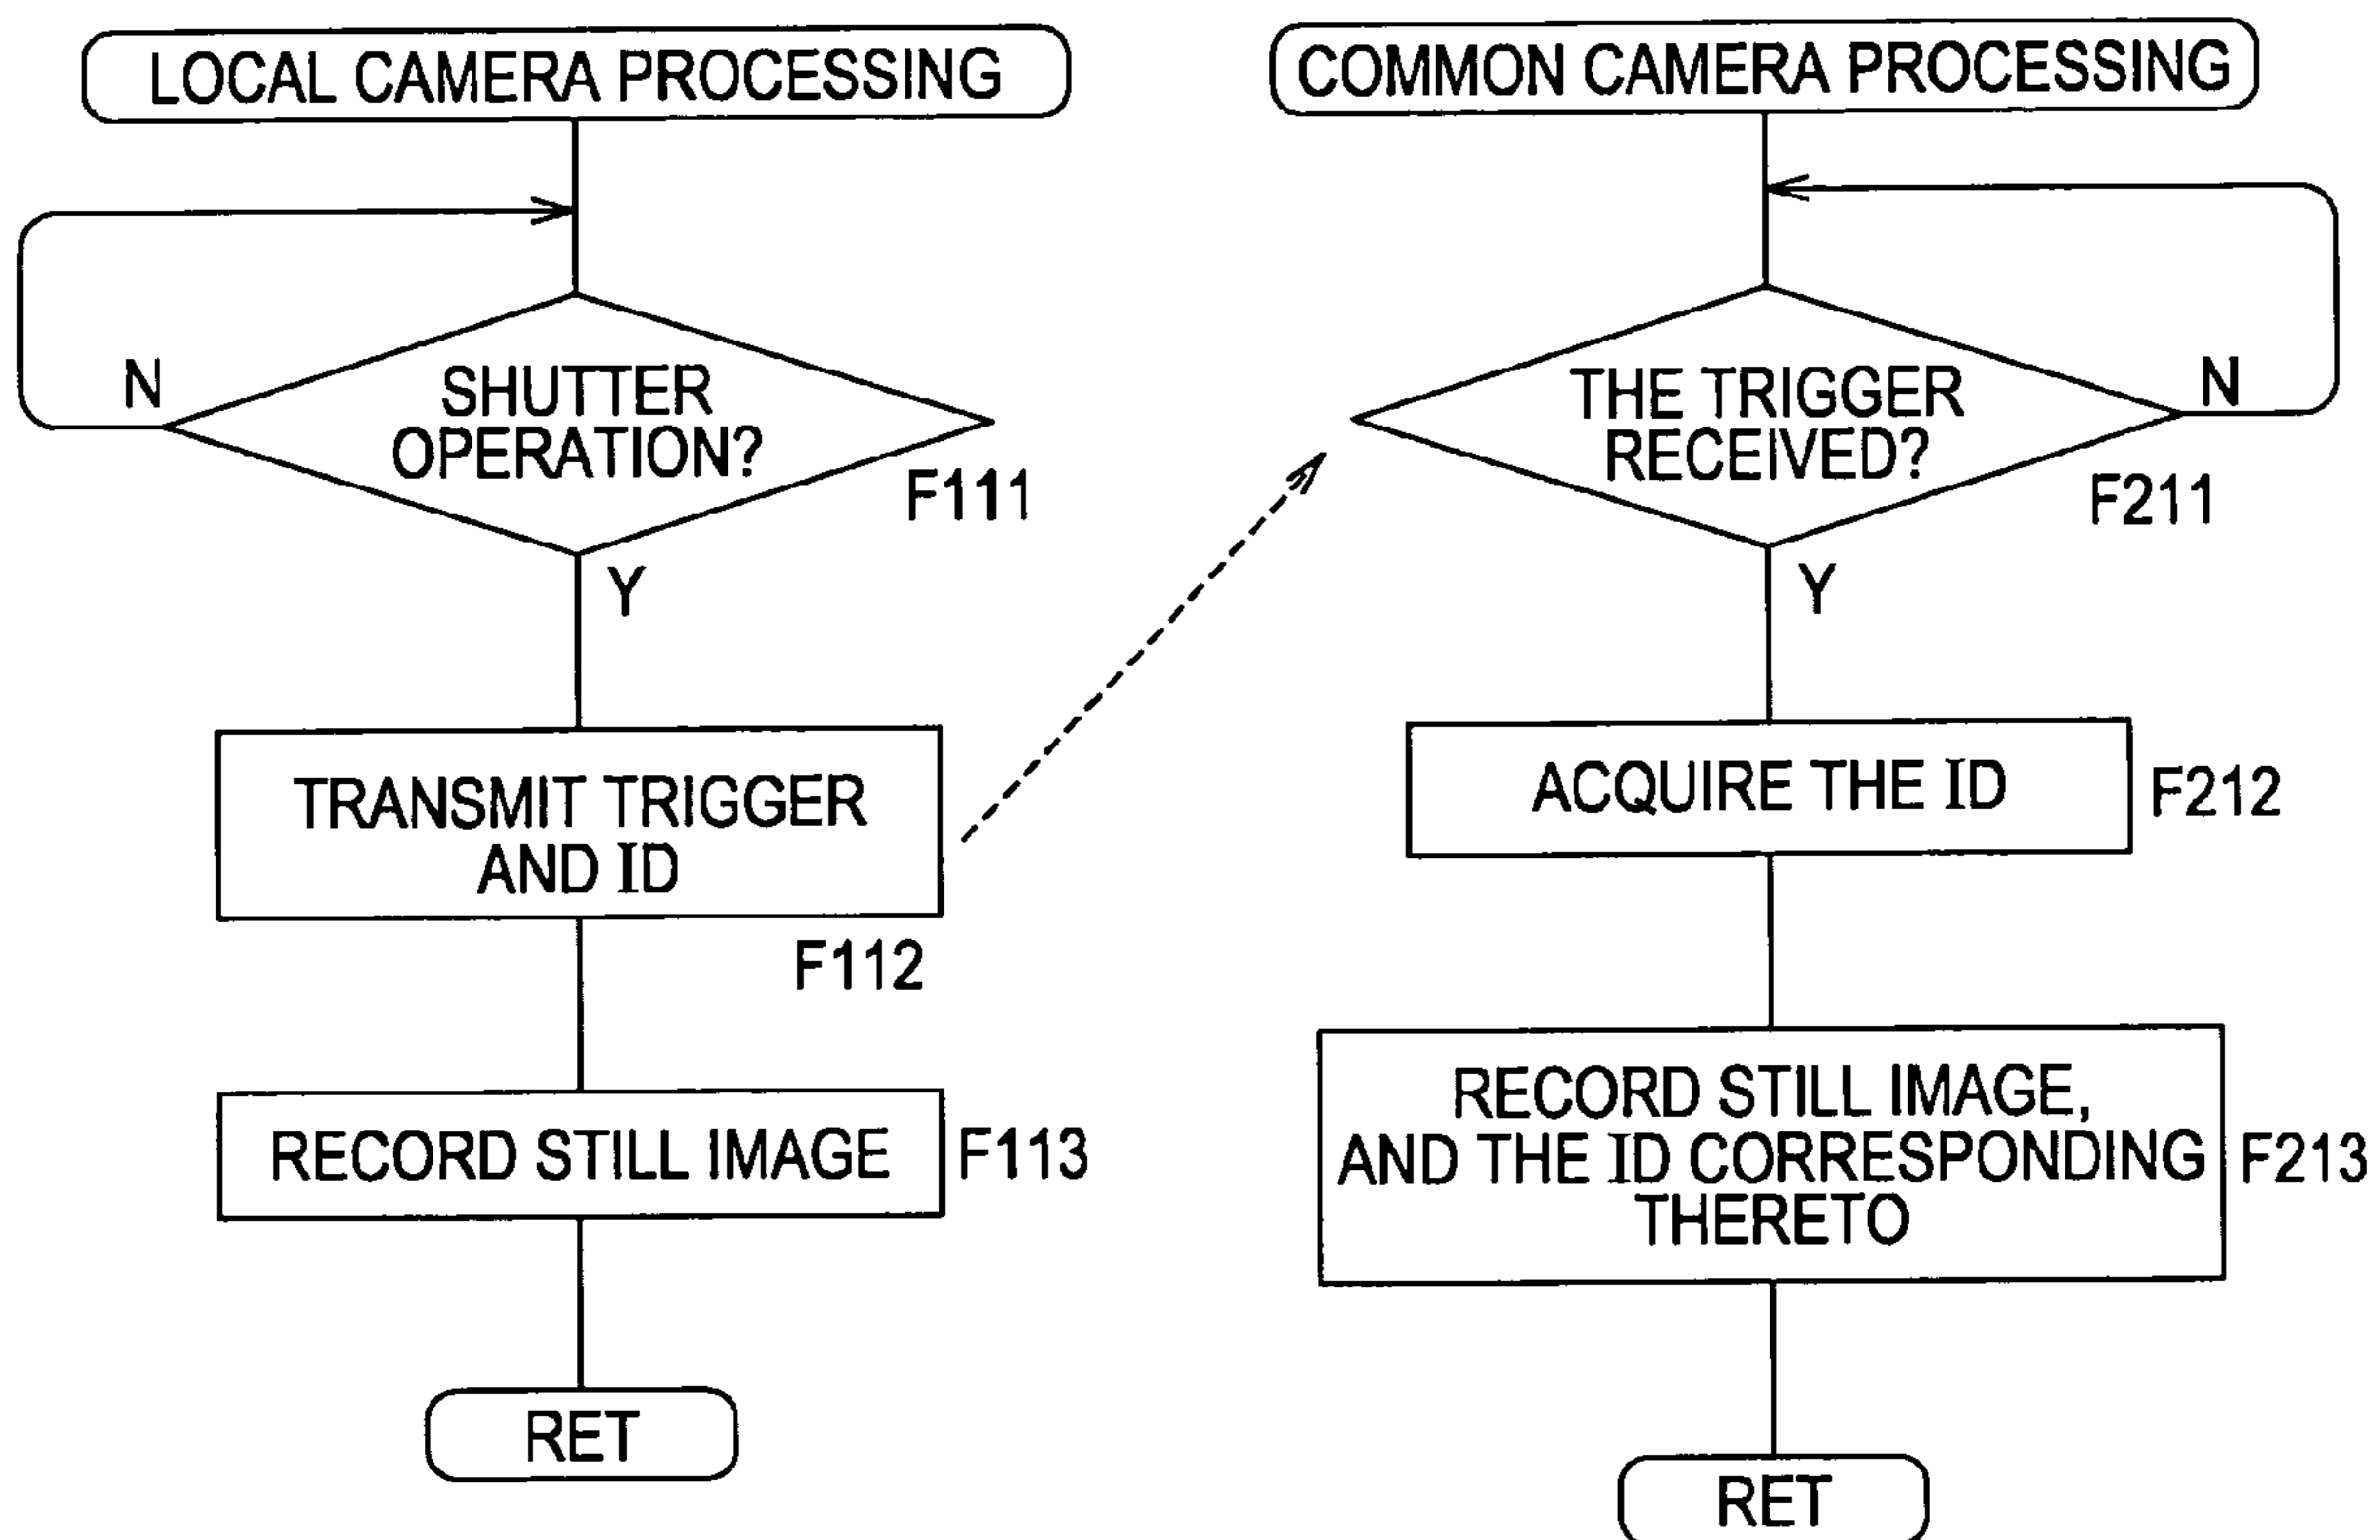 LOCAL CAMERA PROCESSING
N
SHUTTER
OPERATION?
F111
Y
TRANSMIT TRIGGER
AND ID
F112
RECORD STILL IMAGE
F113
RET
COMMON CAMERA PROCESSING
THE TRIGGER
RECEIVED?
N
F211
Y
ACQUIRE THE ID
F212
RECORD STILL IMAGE,
AND THE ID CORRESPONDING
THERETO
F213
RET